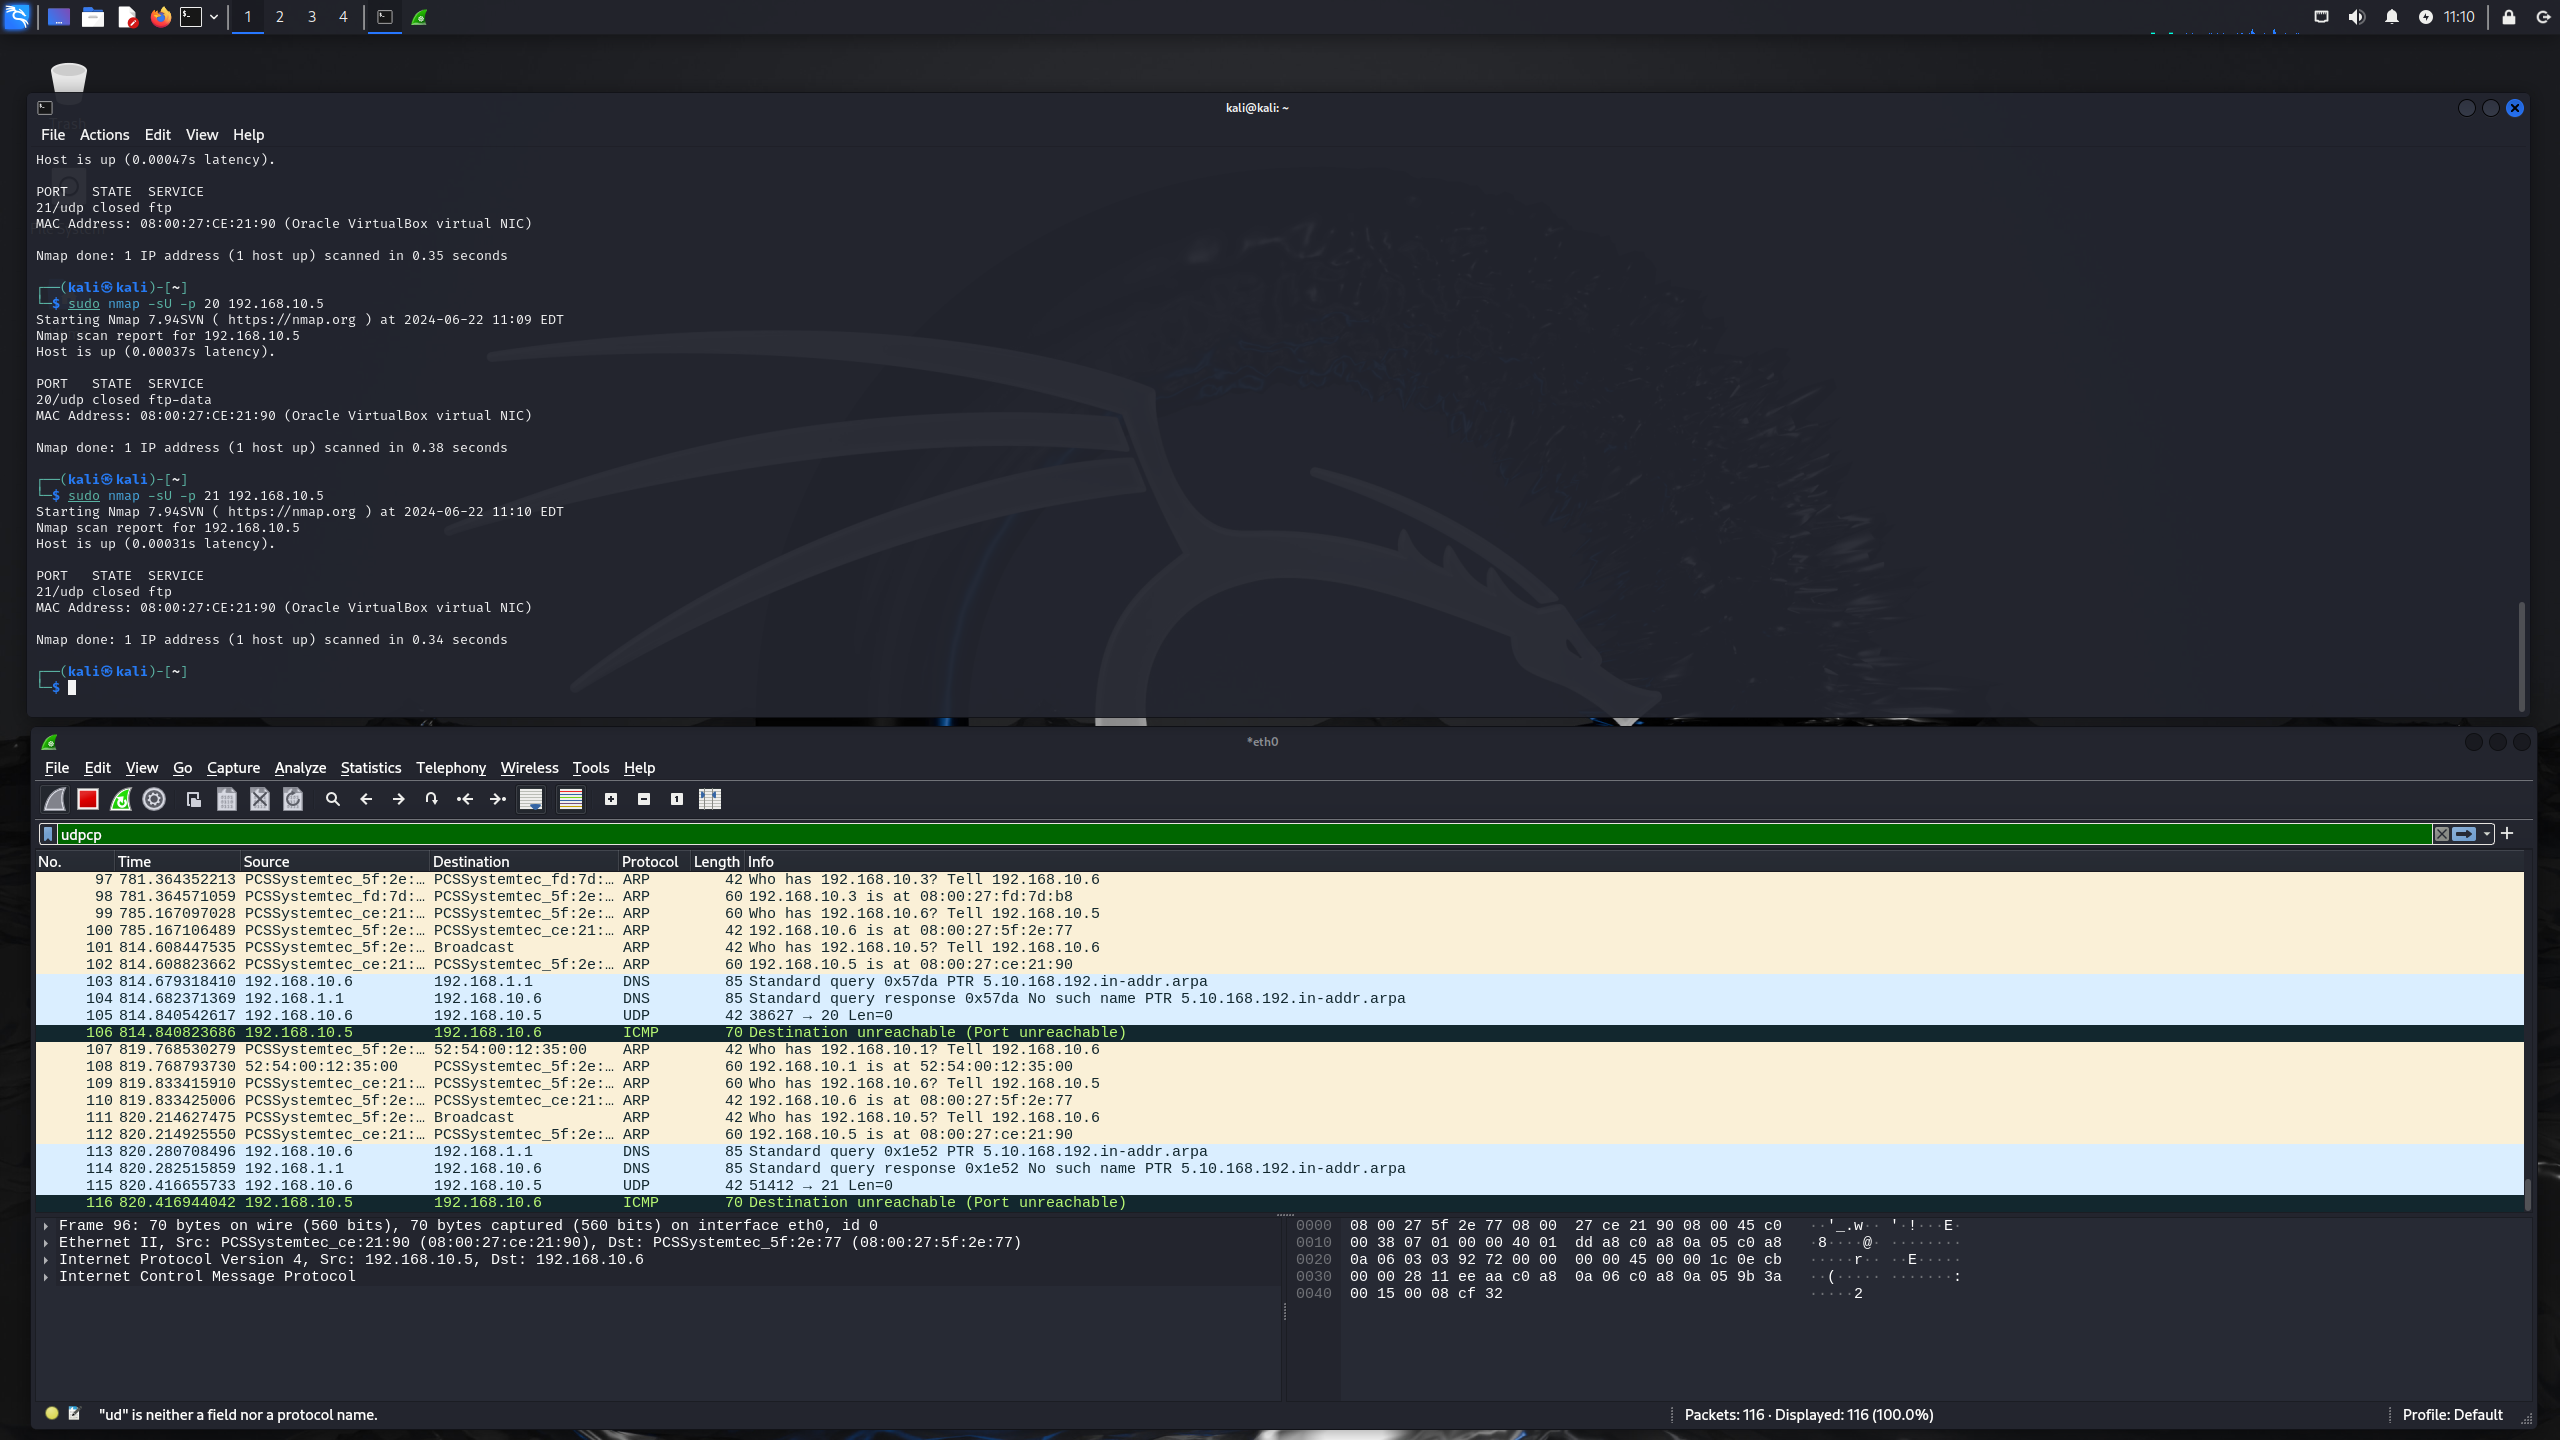 1 2 3 4 11:10
kali@kali: ~
File Actions Edit View Help
Host is up (0.00047s latency).
PORT   STATE  SERVICE
21/udp closed ftp
MAC Address: 08:00:27:CE:21:90 (Oracle VirtualBox virtual NIC)
Nmap done: 1 IP address (1 host up) scanned in 0.35 seconds
┌──(kali㉿kali)-[~]
└─$ sudo nmap -sU -p 20 192.168.10.5
Starting Nmap 7.94SVN ( https://nmap.org ) at 2024-06-22 11:09 EDT
Nmap scan report for 192.168.10.5
Host is up (0.00037s latency).
PORT   STATE  SERVICE
20/udp closed ftp-data
MAC Address: 08:00:27:CE:21:90 (Oracle VirtualBox virtual NIC)
Nmap done: 1 IP address (1 host up) scanned in 0.38 seconds
┌──(kali㉿kali)-[~]
└─$ sudo nmap -sU -p 21 192.168.10.5
Starting Nmap 7.94SVN ( https://nmap.org ) at 2024-06-22 11:10 EDT
Nmap scan report for 192.168.10.5
Host is up (0.00031s latency).
PORT   STATE  SERVICE
21/udp closed ftp
MAC Address: 08:00:27:CE:21:90 (Oracle VirtualBox virtual NIC)
Nmap done: 1 IP address (1 host up) scanned in 0.34 seconds
┌──(kali㉿kali)-[~]
└─$
*eth0
File Edit View Go Capture Analyze Statistics Telephony Wireless Tools Help
udpcp
No. Time Source Destination Protocol Length Info
97 781.364352213 PCSSystemtec_5f:2e:… PCSSystemtec_fd:7d:… ARP 42 Who has 192.168.10.3? Tell 192.168.10.6
98 781.364571059 PCSSystemtec_fd:7d:… PCSSystemtec_5f:2e:… ARP 60 192.168.10.3 is at 08:00:27:fd:7d:b8
99 785.167097028 PCSSystemtec_ce:21:… PCSSystemtec_5f:2e:… ARP 60 Who has 192.168.10.6? Tell 192.168.10.5
100 785.167106489 PCSSystemtec_5f:2e:… PCSSystemtec_ce:21:… ARP 42 192.168.10.6 is at 08:00:27:5f:2e:77
101 814.608447535 PCSSystemtec_5f:2e:… Broadcast ARP 42 Who has 192.168.10.5? Tell 192.168.10.6
102 814.608823662 PCSSystemtec_ce:21:… PCSSystemtec_5f:2e:… ARP 60 192.168.10.5 is at 08:00:27:ce:21:90
103 814.679318410 192.168.10.6 192.168.1.1 DNS 85 Standard query 0x57da PTR 5.10.168.192.in-addr.arpa
104 814.682371369 192.168.1.1 192.168.10.6 DNS 85 Standard query response 0x57da No such name PTR 5.10.168.192.in-addr.arpa
105 814.840542617 192.168.10.6 192.168.10.5 UDP 42 38627 → 20 Len=0
106 814.840823686 192.168.10.5 192.168.10.6 ICMP 70 Destination unreachable (Port unreachable)
107 819.768530279 PCSSystemtec_5f:2e:… 52:54:00:12:35:00 ARP 42 Who has 192.168.10.1? Tell 192.168.10.6
108 819.768793730 52:54:00:12:35:00 PCSSystemtec_5f:2e:… ARP 60 192.168.10.1 is at 52:54:00:12:35:00
109 819.833415910 PCSSystemtec_ce:21:… PCSSystemtec_5f:2e:… ARP 60 Who has 192.168.10.6? Tell 192.168.10.5
110 819.833425006 PCSSystemtec_5f:2e:… PCSSystemtec_ce:21:… ARP 42 192.168.10.6 is at 08:00:27:5f:2e:77
111 820.214627475 PCSSystemtec_5f:2e:… Broadcast ARP 42 Who has 192.168.10.5? Tell 192.168.10.6
112 820.214925550 PCSSystemtec_ce:21:… PCSSystemtec_5f:2e:… ARP 60 192.168.10.5 is at 08:00:27:ce:21:90
113 820.280708496 192.168.10.6 192.168.1.1 DNS 85 Standard query 0x1e52 PTR 5.10.168.192.in-addr.arpa
114 820.282515859 192.168.1.1 192.168.10.6 DNS 85 Standard query response 0x1e52 No such name PTR 5.10.168.192.in-addr.arpa
115 820.416655733 192.168.10.6 192.168.10.5 UDP 42 51412 → 21 Len=0
116 820.416944042 192.168.10.5 192.168.10.6 ICMP 70 Destination unreachable (Port unreachable)
Frame 96: 70 bytes on wire (560 bits), 70 bytes captured (560 bits) on interface eth0, id 0
Ethernet II, Src: PCSSystemtec_ce:21:90 (08:00:27:ce:21:90), Dst: PCSSystemtec_5f:2e:77 (08:00:27:5f:2e:77)
Internet Protocol Version 4, Src: 192.168.10.5, Dst: 192.168.10.6
Internet Control Message Protocol
0000 08 00 27 5f 2e 77 08 00 27 ce 21 90 08 00 45 c0 ··'_.w·· '·!···E·
0010 00 38 07 01 00 00 40 01 dd a8 c0 a8 0a 05 c0 a8 ·8····@· ········
0020 0a 06 03 03 92 72 00 00 00 00 45 00 00 1c 0e cb ·····r·· ··E·····
0030 00 00 28 11 ee aa c0 a8 0a 06 c0 a8 0a 05 9b 3a ··(····· ·······:
0040 00 15 00 08 cf 32 ·····2
"ud" is neither a field nor a protocol name.
Packets: 116 · Displayed: 116 (100.0%)
Profile: Default